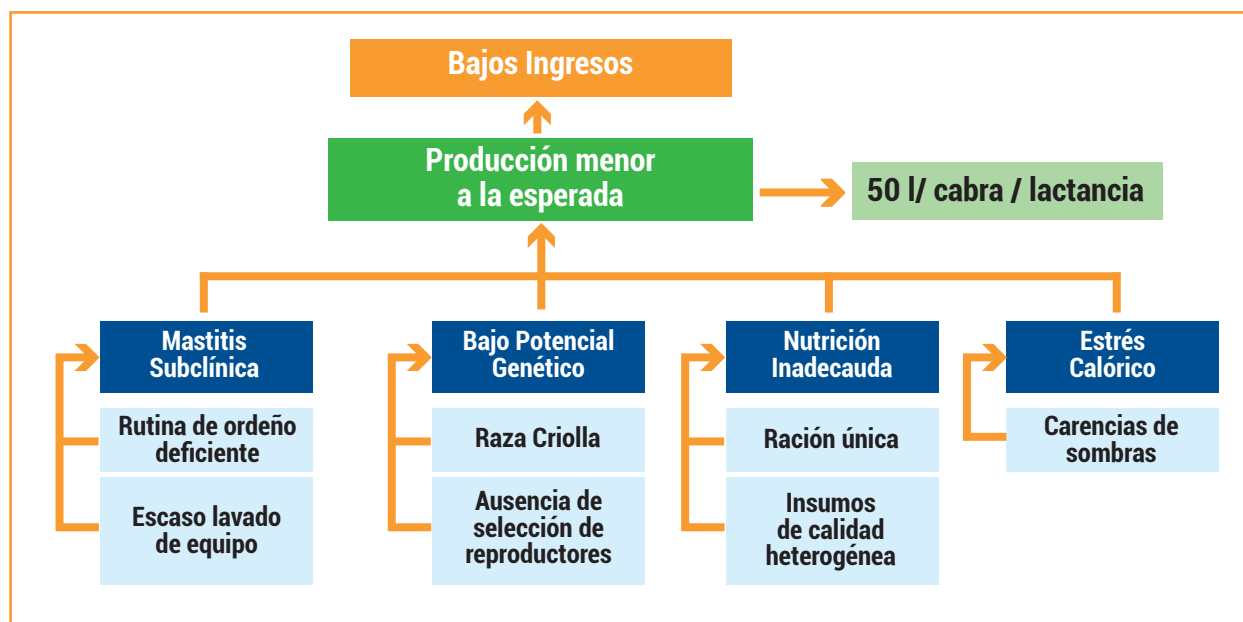 Bajos Ingresos
Producción menor
a la esperada
50 l/ cabra / lactancia
Mastitis
Subclínica
Rutina de ordeño
deficiente
Escaso lavado
de equipo
Bajo Potencial
Genético
Raza Criolla
Ausencia de
selección de
reproductores
Nutrición
Inadecauda
Ración única
Insumos
de calidad
heterogénea
Estrés
Calórico
Carencias de
sombras